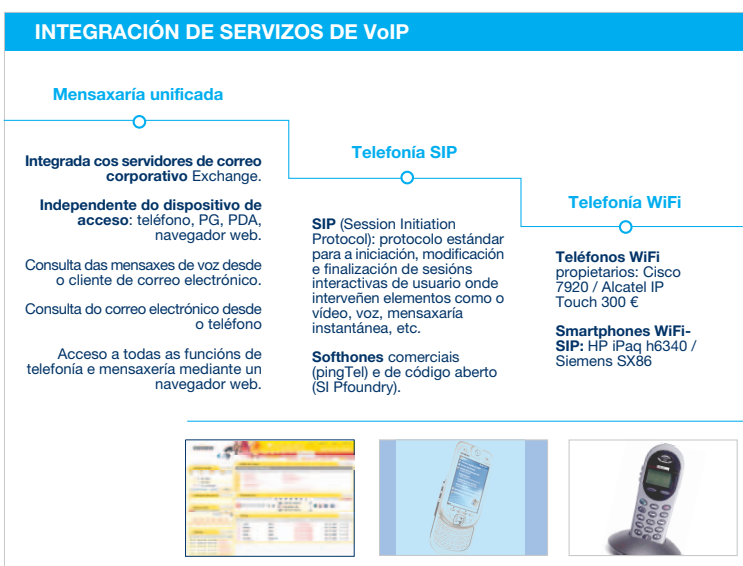 INTEGRACIÓN DE SERVIZOS DE VoIP
Mensaxaría unificada
Integrada cos servidores de correo
corporativo Exchange.
Independente do dispositivo de
acceso: teléfono, PG, PDA,
navegador web.
Consulta das mensaxes de voz desde
o cliente de correo electrónico.
Consulta do correo electrónico desde
o teléfono
Acceso a todas as funcións de
telefonía e mensaxería mediante un
navegador web.
Telefonía SIP
SIP (Session Initiation
Protocol): protocolo estándar
para a iniciación, modificación
e finalización de sesións
interactivas de usuario onde
interveñen elementos como o
vídeo, voz, mensaxaría
instantánea, etc.
Softhones comerciais
(pingTel) e de código aberto
(SI Pfoundry).
Telefonía WiFi
Teléfonos WiFi
propietarios: Cisco
7920 / Alcatel IP
Touch 300 €
Smartphones WiFi-
SIP: HP iPaq h6340 /
Siemens SX86